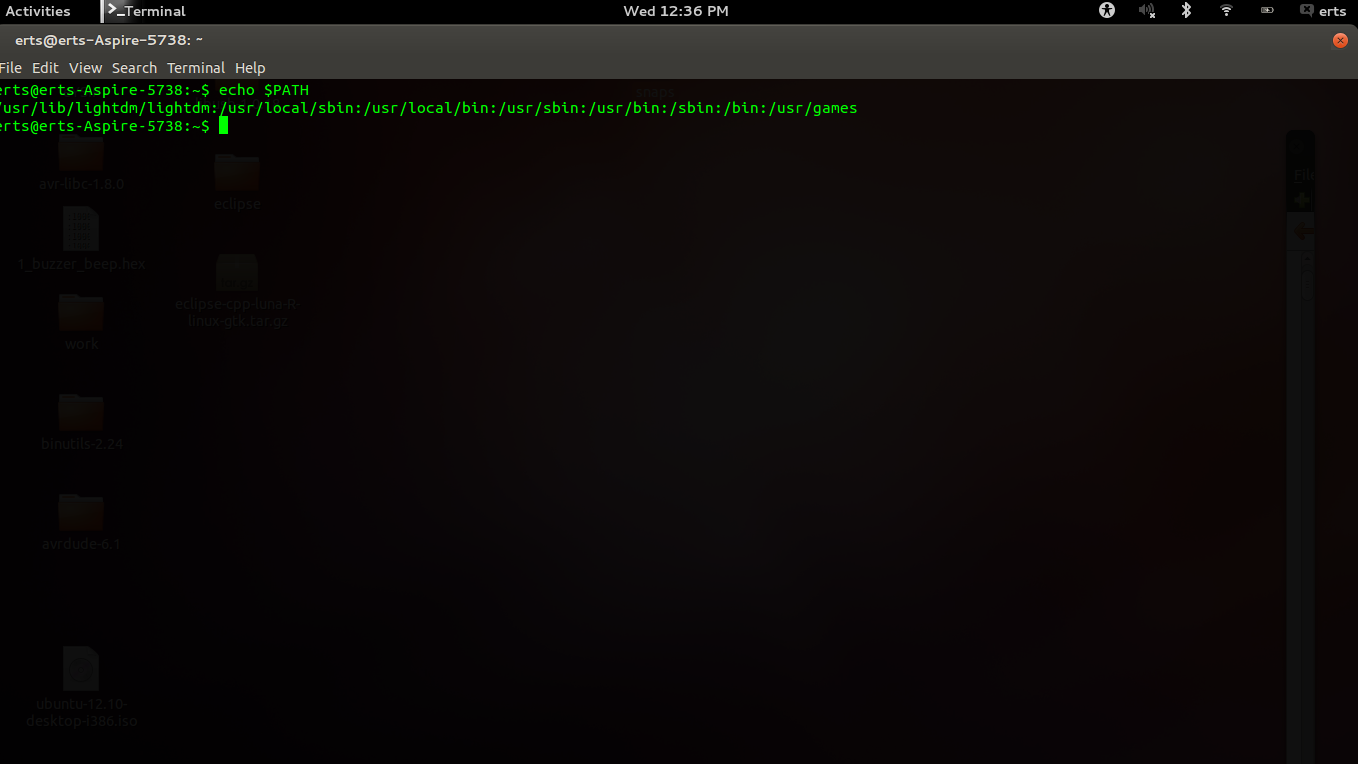 Activities
Terminal
Wed 12:36 PM
erts
erts@erts-Aspire-5738: ~
File Edit View Search Terminal Help
erts@erts-Aspire-5738:~$ echo $PATH
/usr/lib/lightdm/lightdm:/usr/local/sbin:/usr/local/bin:/usr/sbin:/usr/bin:/sbin:/bin:/usr/games
erts@erts-Aspire-5738:~$
avr-libc-1.8.0
eclipse
File
1_buzzer_beep.hex
eclipse-cpp-luna-R-
linux-gtk.tar.gz
work
binutils-2.24
avrdude-6.1
ubuntu-12.10-
desktop-i386.iso